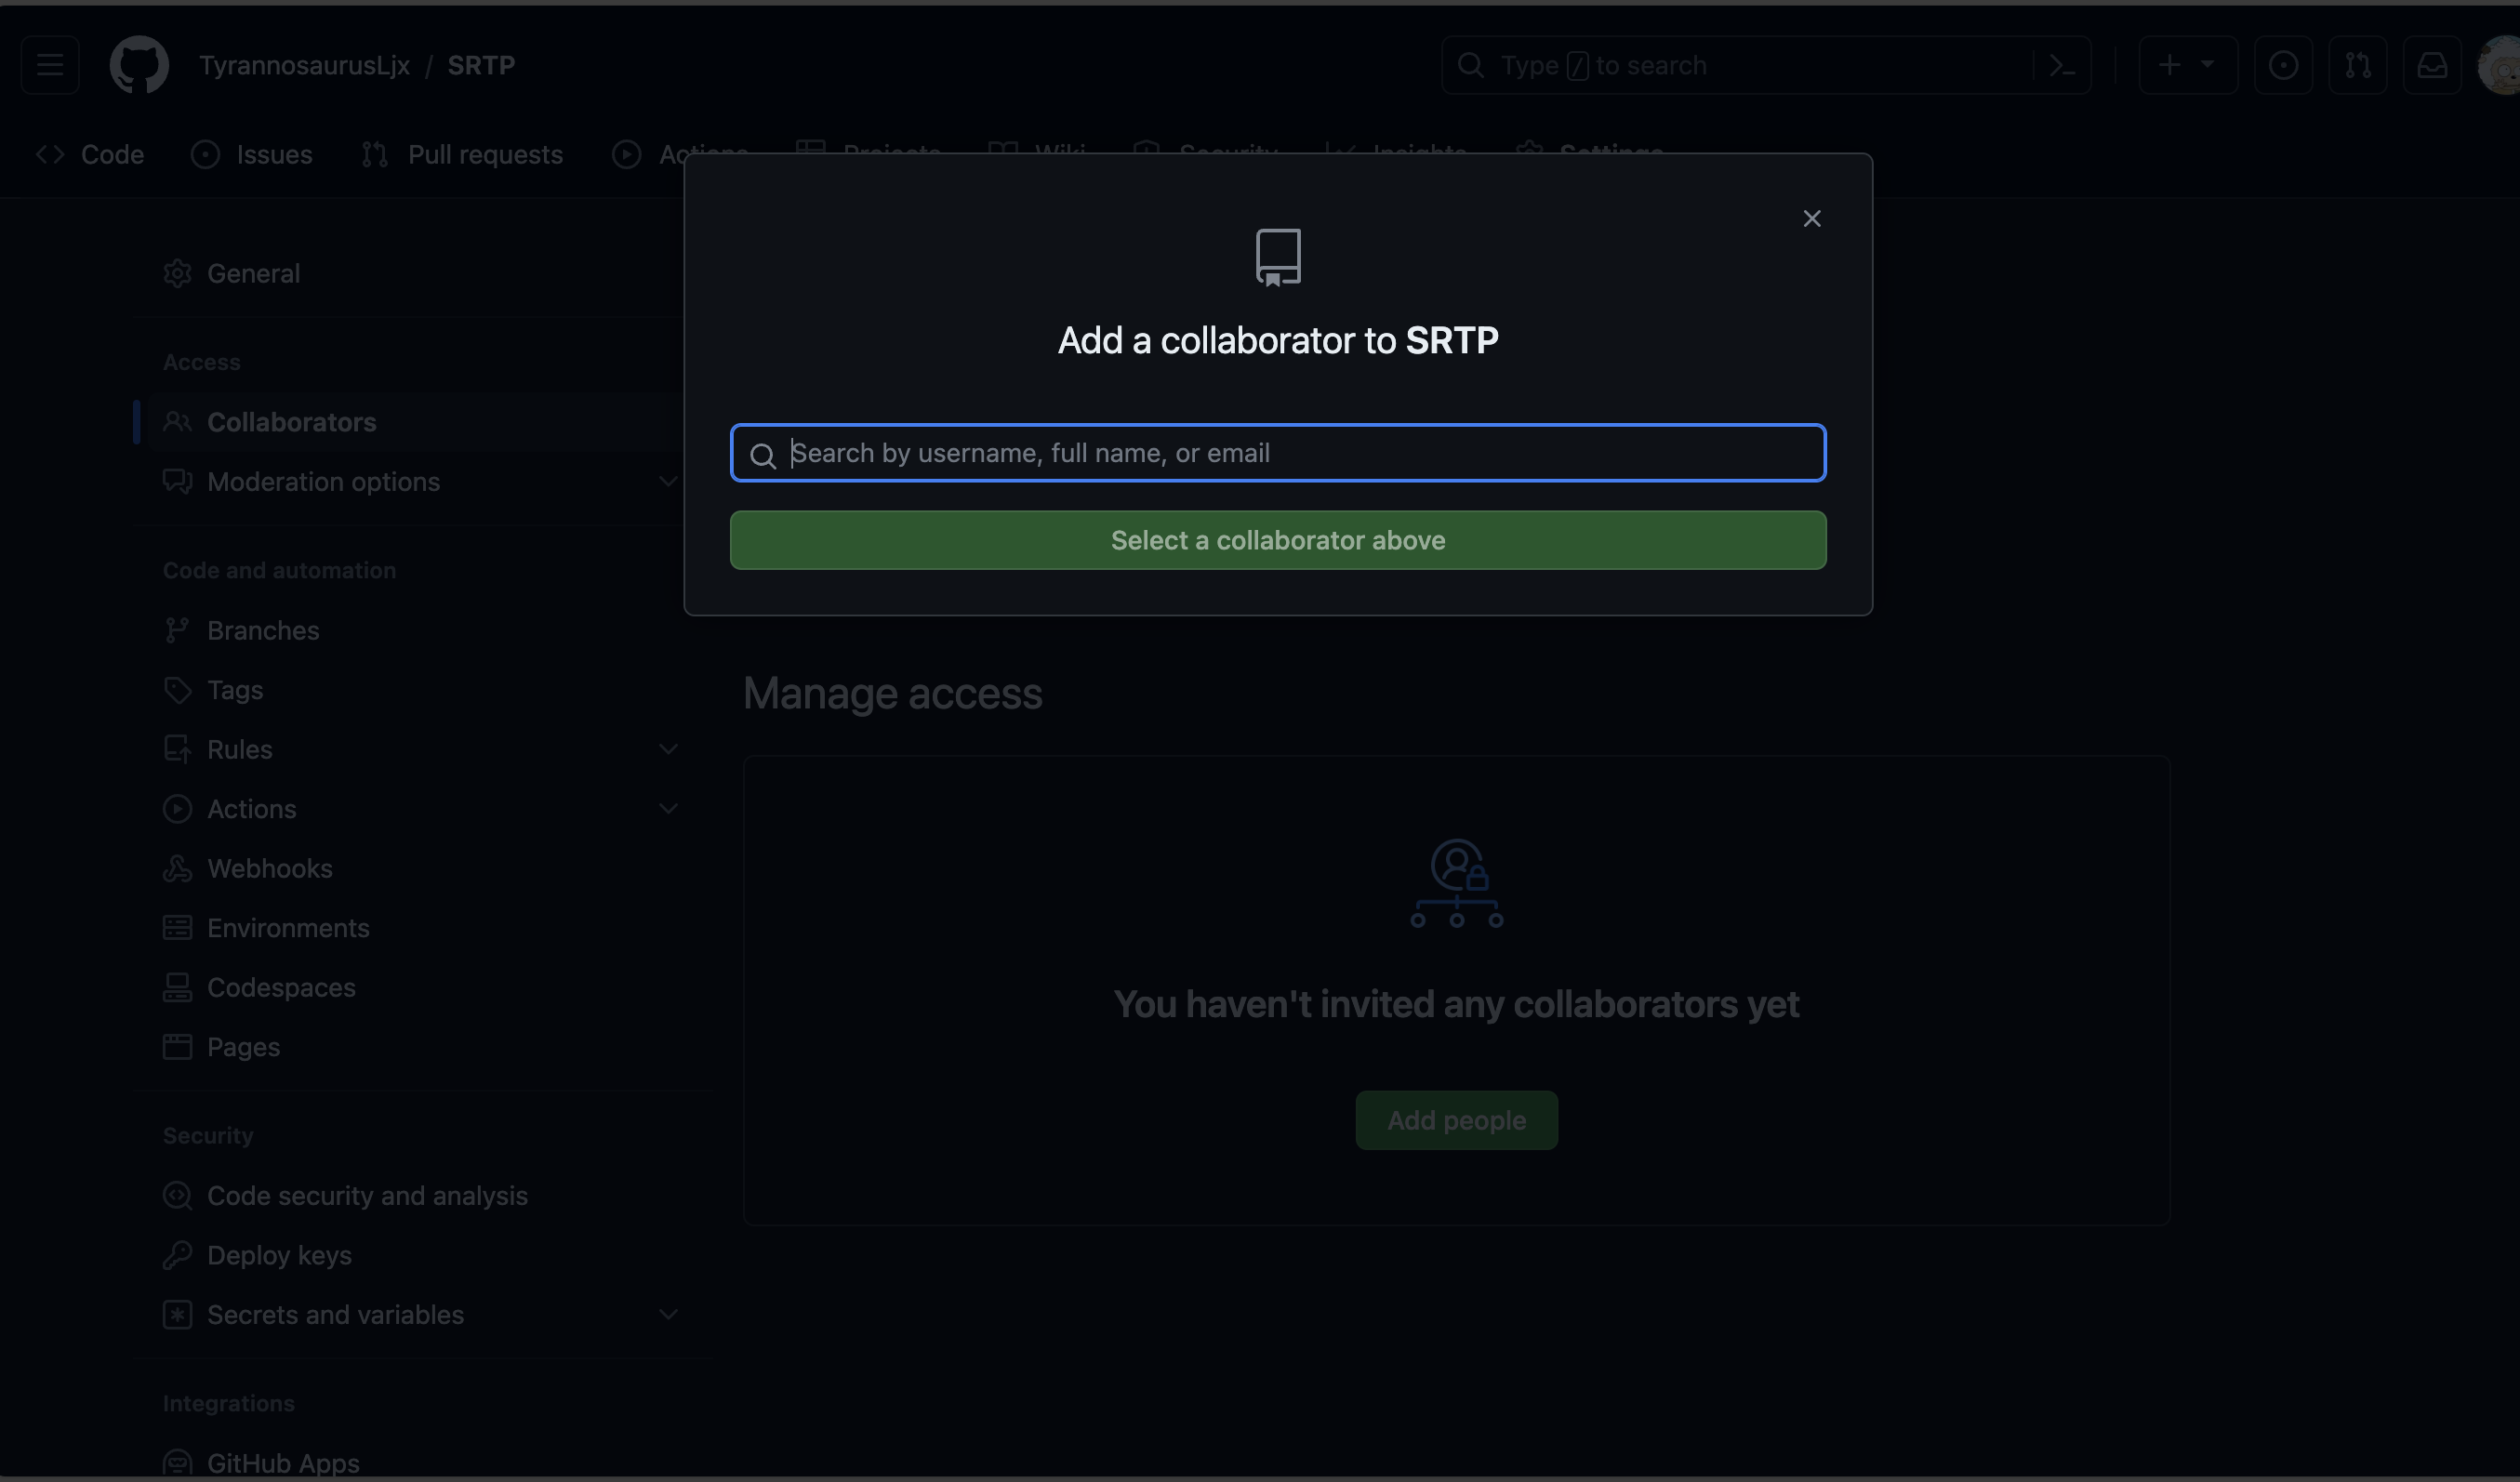 TyrannosaurusLjx / SRTP
Type / to search
Code
Issues
Pull requests
Actions
Projects
Wiki
Security
Insights
Settings
General
Access
Collaborators
Moderation options
Code and automation
Branches
Tags
Rules
Actions
Webhooks
Environments
Codespaces
Pages
Security
Code security and analysis
Deploy keys
Secrets and variables
Integrations
GitHub Apps
Add a collaborator to SRTP
Search by username, full name, or email
Select a collaborator above
Manage access
You haven't invited any collaborators yet
Add people